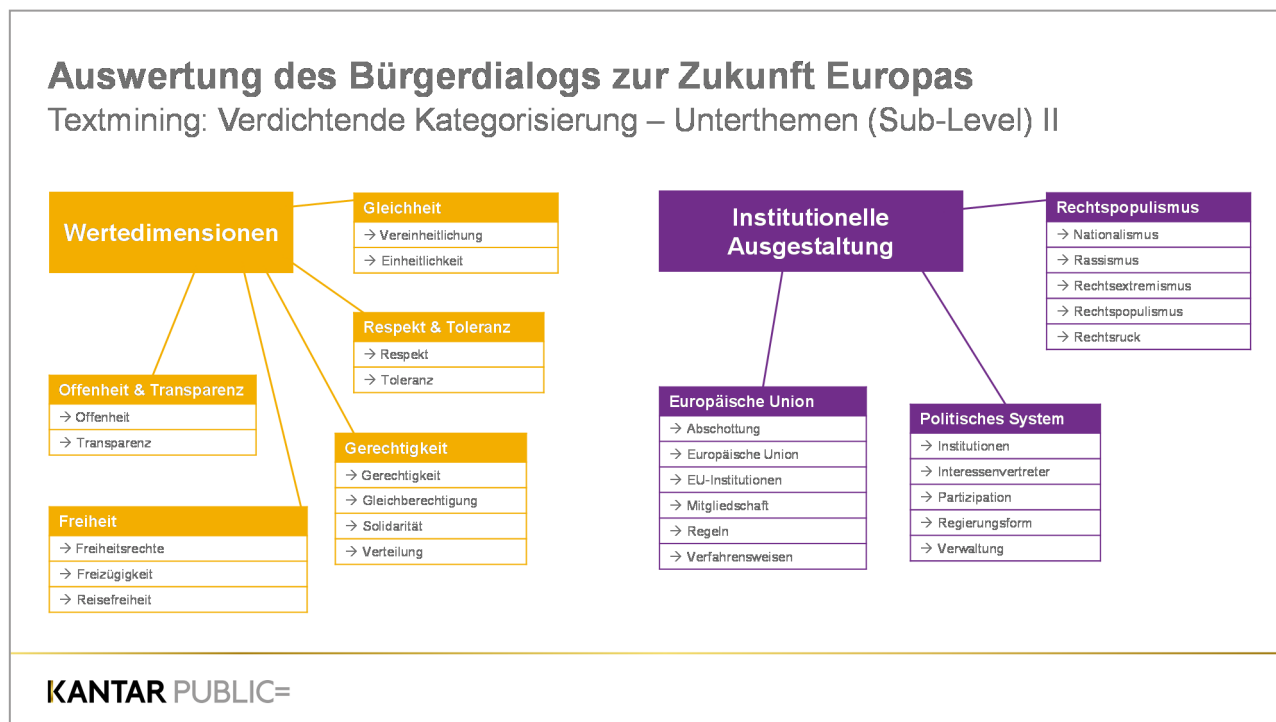 Auswertung des Bürgerdialogs zur Zukunft Europas
Textmining: Verdichtende Kategorisierung – Unterthemen (Sub-Level) II
Wertedimensionen
Gleichheit
→ Vereinheitlichung
→ Einheitlichkeit
Respekt & Toleranz
→ Respekt
→ Toleranz
Offenheit & Transparenz
→ Offenheit
→ Transparenz
Gerechtigkeit
→ Gerechtigkeit
→ Gleichberechtigung
→ Solidarität
→ Verteilung
Freiheit
→ Freiheitsrechte
→ Freizügigkeit
→ Reisefreiheit
Institutionelle
Ausgestaltung
Rechtspopulismus
→ Nationalismus
→ Rassismus
→ Rechtsextremismus
→ Rechtspopulismus
→ Rechtsruck
Europäische Union
→ Abschottung
→ Europäische Union
→ EU-Institutionen
→ Mitgliedschaft
→ Regeln
→ Verfahrensweisen
Politisches System
→ Institutionen
→ Interessenvertreter
→ Partizipation
→ Regierungsform
→ Verwaltung
KANTAR PUBLIC=